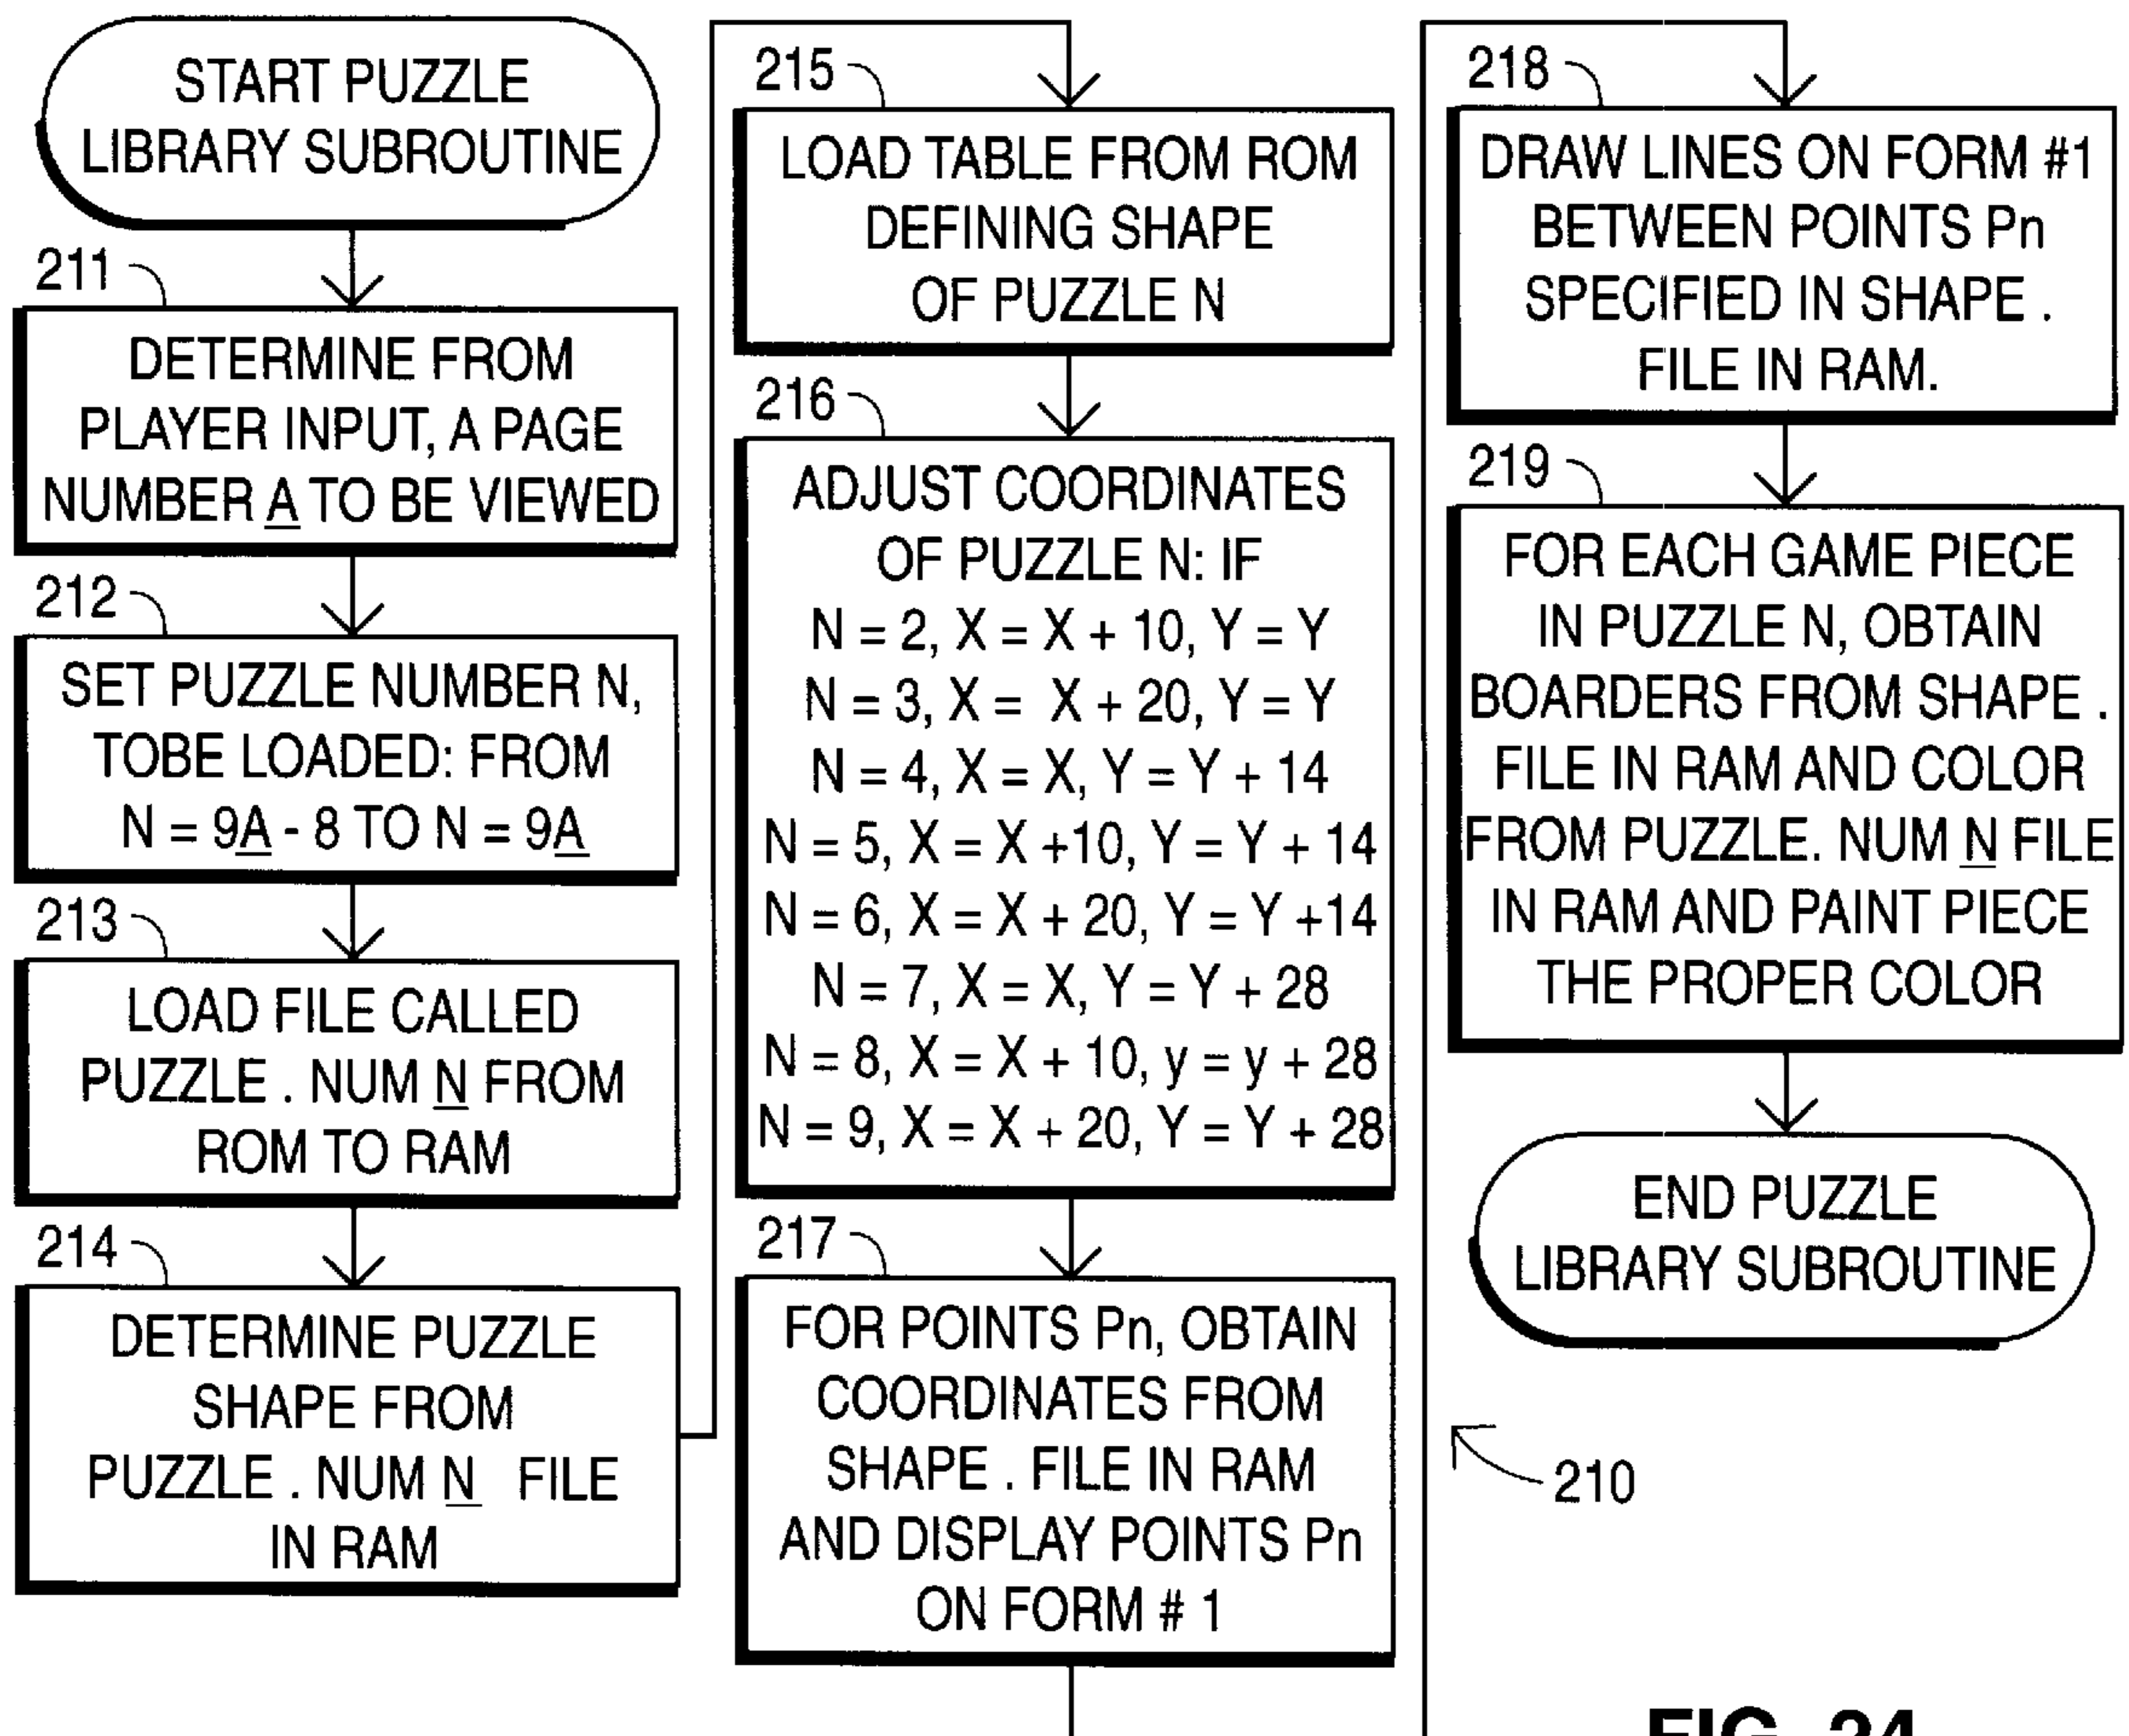 START PUZZLE
LIBRARY SUBROUTINE
211
DETERMINE FROM
PLAYER INPUT, A PAGE
NUMBER A TO BE VIEWED
212
SET PUZZLE NUMBER N,
TOBE LOADED: FROM
N = 9A - 8 TO N = 9A
213
LOAD FILE CALLED
PUZZLE . NUM N FROM
ROM TO RAM
214
DETERMINE PUZZLE
SHAPE FROM
PUZZLE . NUM N FILE
IN RAM
215
LOAD TABLE FROM ROM
DEFINING SHAPE
OF PUZZLE N
216
ADJUST COORDINATES
OF PUZZLE N: IF
N = 2, X = X + 10, Y = Y
N = 3, X = X + 20, Y = Y
N = 4, X = X, Y = Y + 14
N = 5, X = X +10, Y = Y + 14
N = 6, X = X + 20, Y = Y +14
N = 7, X = X, Y = Y + 28
N = 8, X = X + 10, y = y + 28
N = 9, X = X + 20, Y = Y + 28
217
FOR POINTS Pn, OBTAIN
COORDINATES FROM
SHAPE . FILE IN RAM
AND DISPLAY POINTS Pn
ON FORM # 1
218
DRAW LINES ON FORM #1
BETWEEN POINTS Pn
SPECIFIED IN SHAPE .
FILE IN RAM.
219
FOR EACH GAME PIECE
IN PUZZLE N, OBTAIN
BOARDERS FROM SHAPE .
FILE IN RAM AND COLOR
FROM PUZZLE. NUM N FILE
IN RAM AND PAINT PIECE
THE PROPER COLOR
END PUZZLE
LIBRARY SUBROUTINE
210
FIG. 24